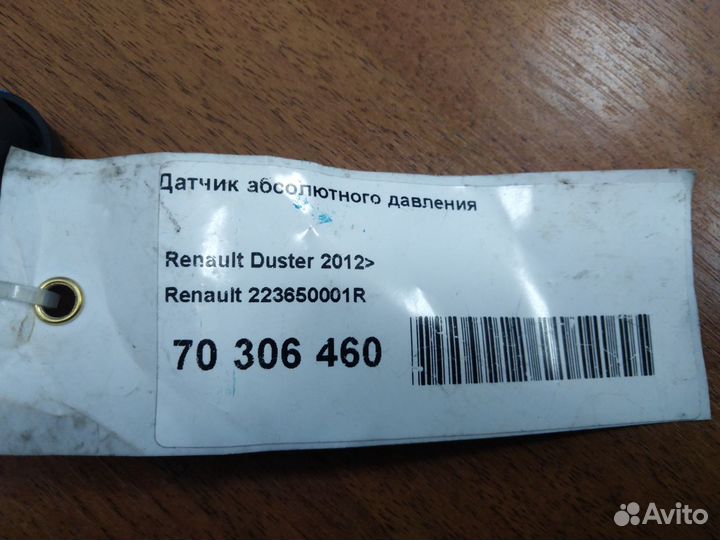 Датчик абсолютного давления
Renault Duster 2012>
Renault 223650001R
70 306 460
Avito